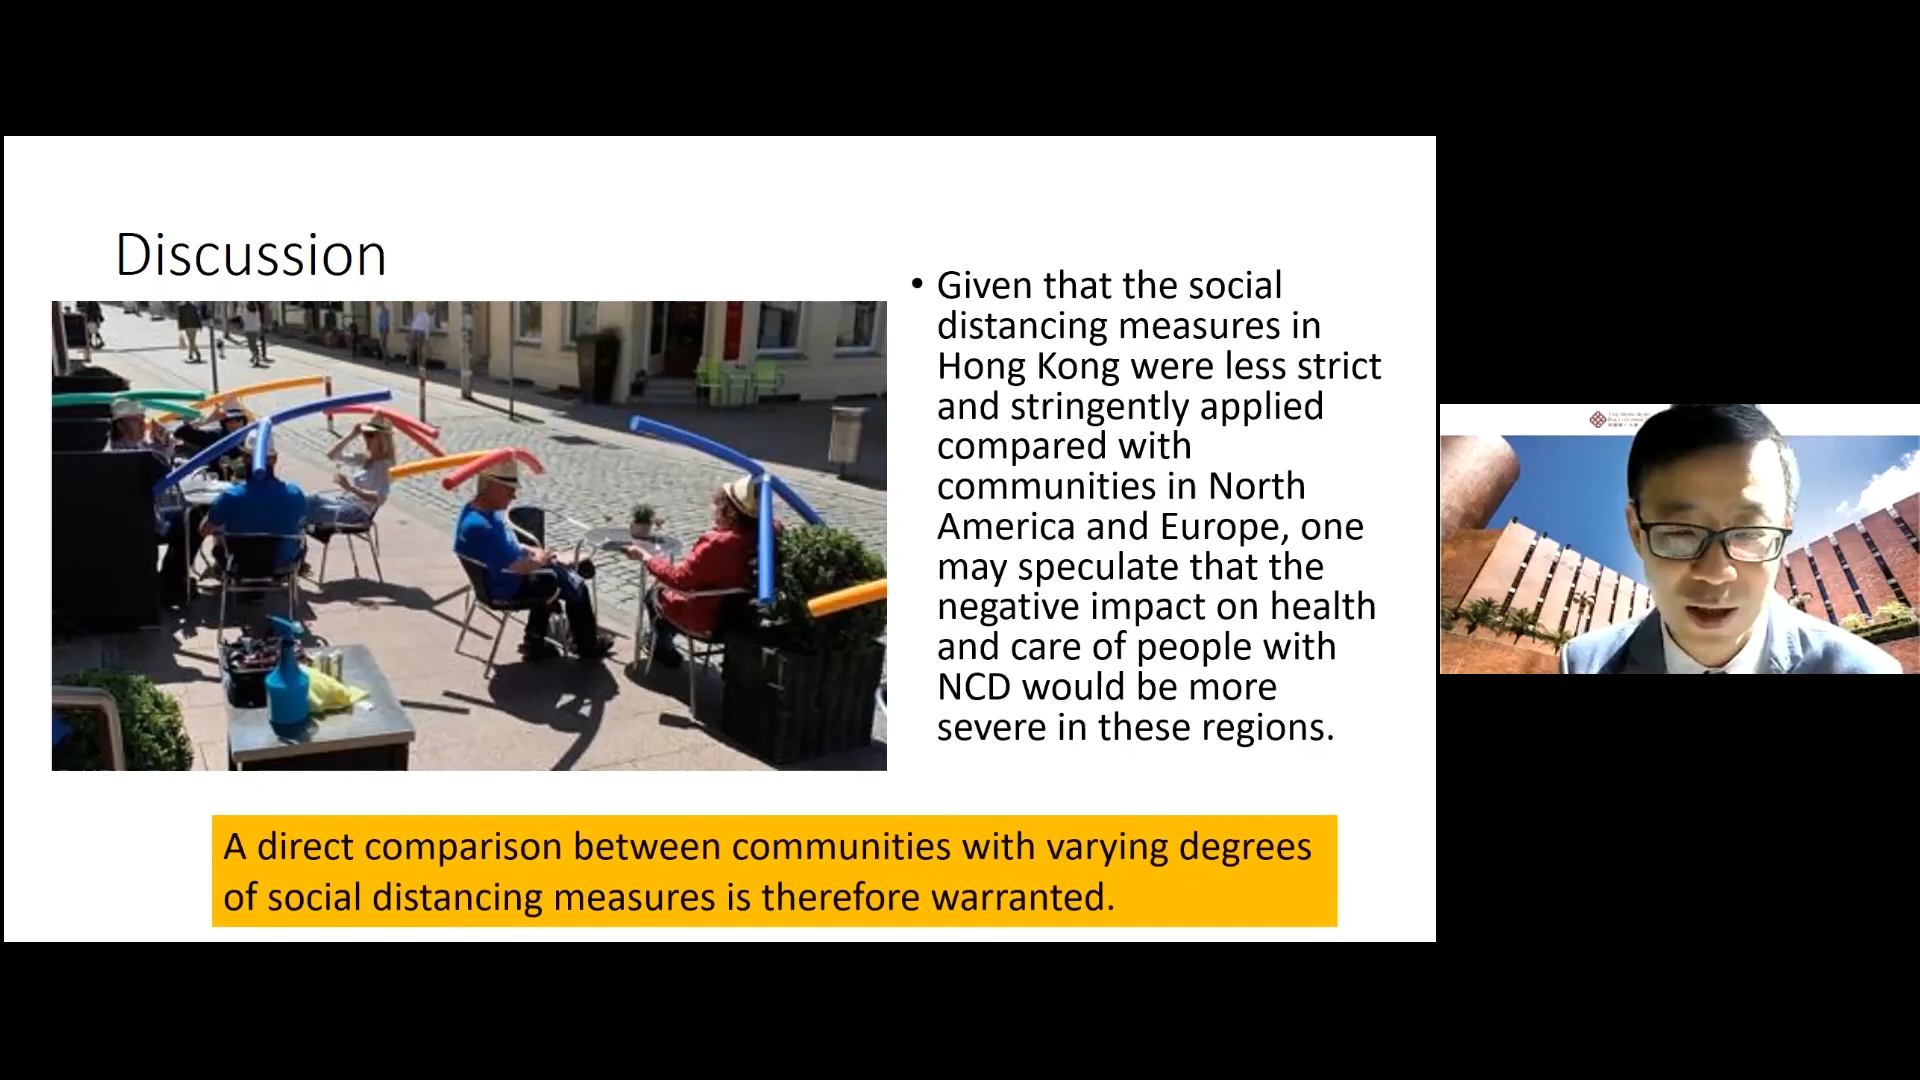 Discussion
• Given that the social
distancing measures in
Hong Kong were less strict
and stringently applied
compared with
communities in North
America and Europe, one
may speculate that the
negative impact on health
and care of people with
NCD would be more
severe in these regions.
A direct comparison between communities with varying degrees
of social distancing measures is therefore warranted.